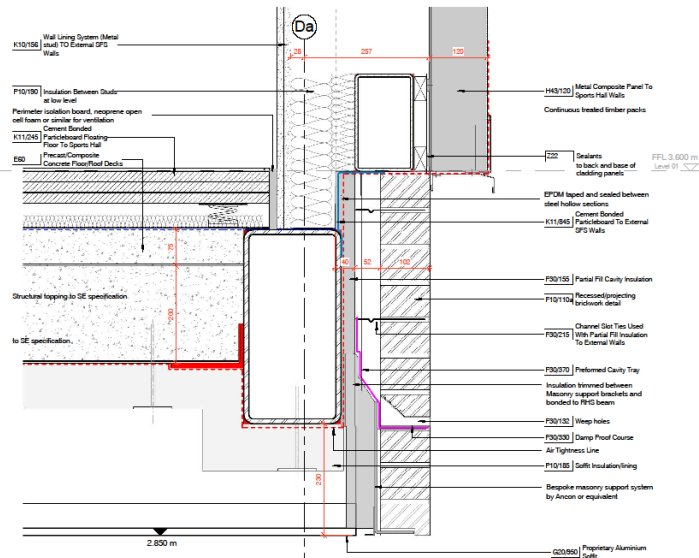 Da
K10/156
Wall Lining System (Metal
stud) TO External SFS
Walls
P10/190
Insulation Between Studs
at low level
Perimeter isolation board, neoprene open
cell foam or similar for ventilation
K11/245
Cement Bonded
Particleboard Floating
Floor To Sports Hall
E60
Precast/Composite
Concrete Floor/Roof Decks
Structural topping to SE specification
to SE specification
28
257
120
75
200
40
52
102
230
2.850 m
H43/120
Metal Composite Panel To
Sports Hall Walls
Continuous treated timber packs
Z22
Sealants
to back and base of
cladding panels
FFL 3.600 m
Level 01
EPDM taped and sealed between
steel hollow sections
K11/845
Cement Bonded
Particleboard To External
SFS Walls
F30/155
Partial Fill Cavity Insulation
F10/110a
Recessed/projecting
brickwork detail
F30/215
Channel Slot Ties Used
With Partial Fill Insulation
To External Walls
F30/370
Preformed Cavity Tray
Insulation trimmed between
Masonry support brackets and
bonded to RHS beam
F30/132
Weep holes
F30/330
Damp Proof Course
Air Tightness Line
P10/185
Soffit Insulation/lining
Bespoke masonry support system
by Ancon or equivalent
G20/950
Proprietary Aluminium
Soffit